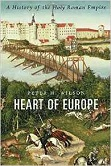 A History of the Holy Roman Empire
PETER H. WILSON
HEART OF EUROPE